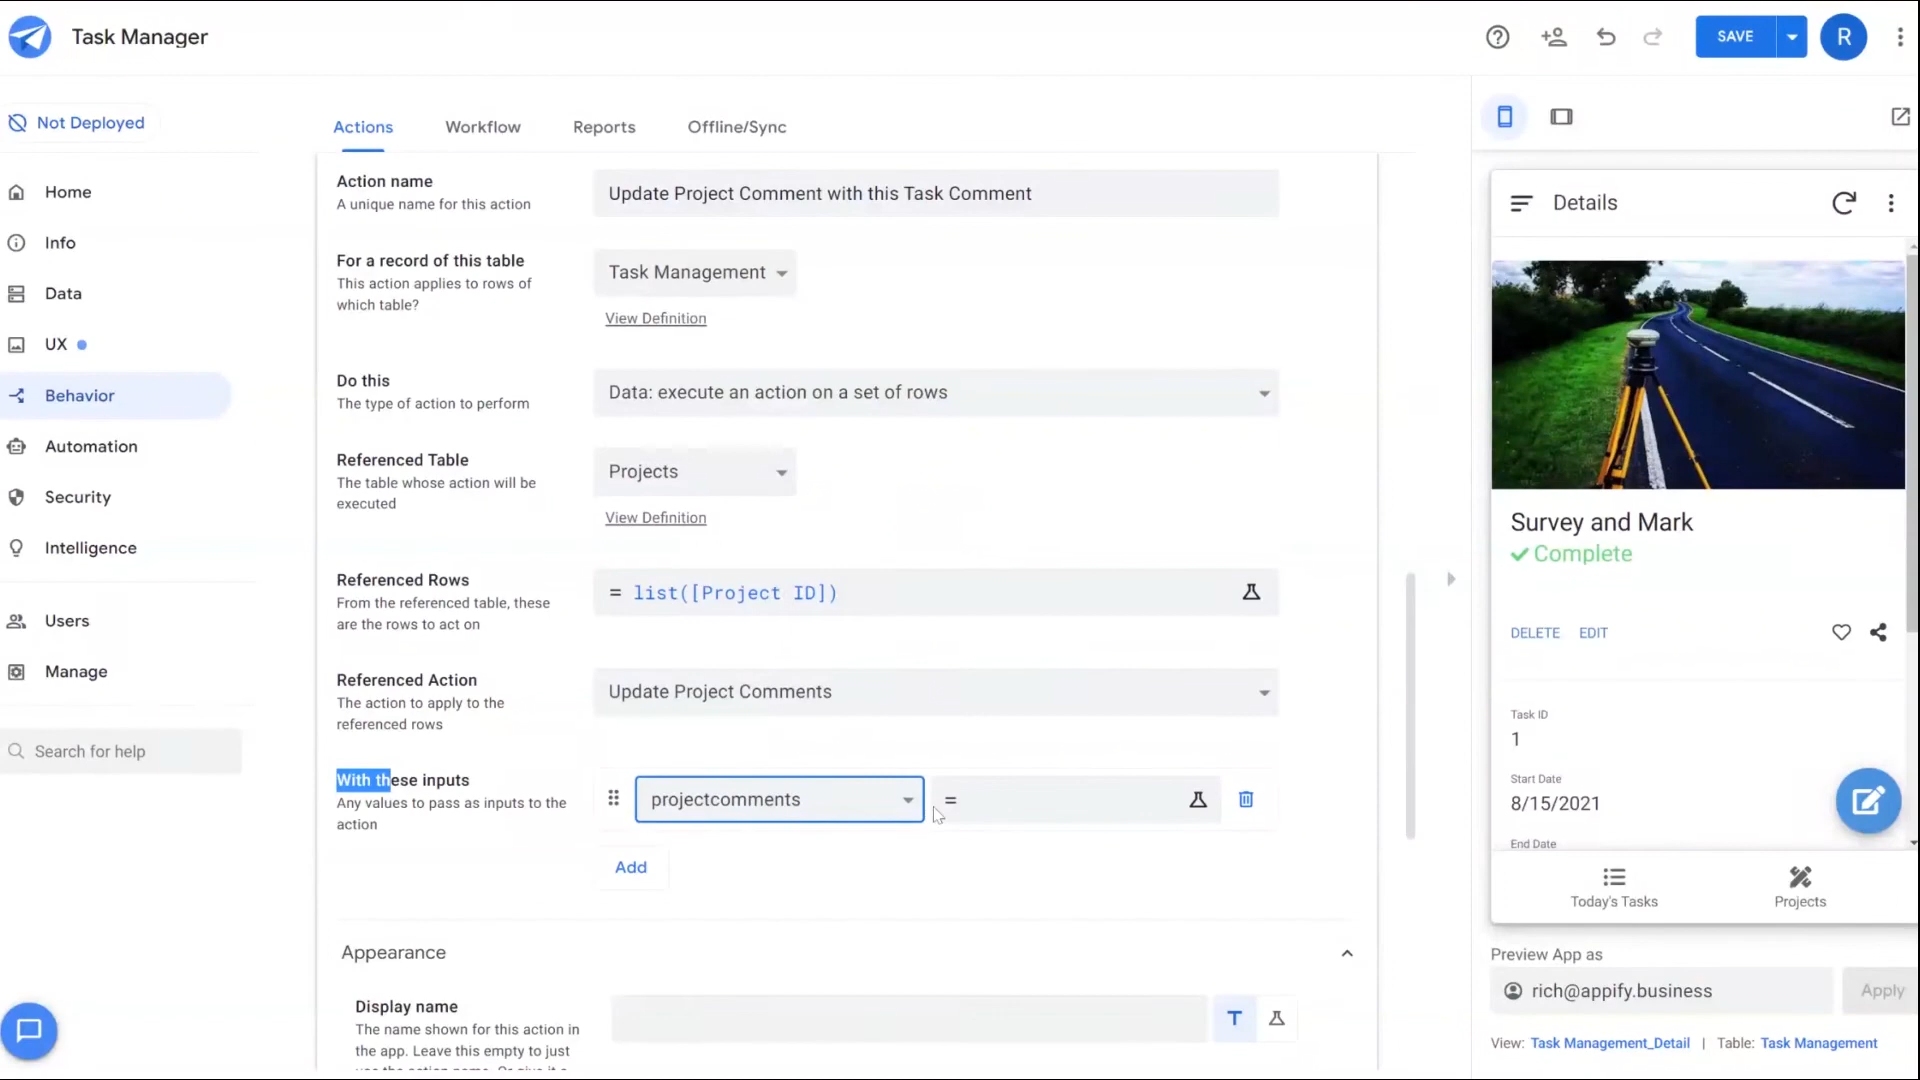 Task Manager
SAVE
R
Not Deployed
Home
Info
Data
UX
Behavior
Automation
Security
Intelligence
Users
Manage
Search for help
Actions
Workflow
Reports
Offline/Sync
Action name
A unique name for this action
Update Project Comment with this Task Comment
For a record of this table
This action applies to rows of
which table?
Task Management
View Definition
Do this
The type of action to perform
Data: execute an action on a set of rows
Referenced Table
The table whose action will be
executed
Projects
View Definition
Referenced Rows
From the referenced table, these
are the rows to act on
= list([Project ID])
Referenced Action
The action to apply to the
referenced rows
Update Project Comments
With these inputs
Any values to pass as inputs to the
action
projectcomments
=
Add
Appearance
Display name
The name shown for this action in
the app. Leave this empty to just
T
Details
Survey and Mark
Complete
DELETE
EDIT
Task ID
1
Start Date
8/15/2021
End Date
Today's Tasks
Projects
Preview App as
rich@appify.business
Apply
View: Task Management_Detail | Table: Task Management